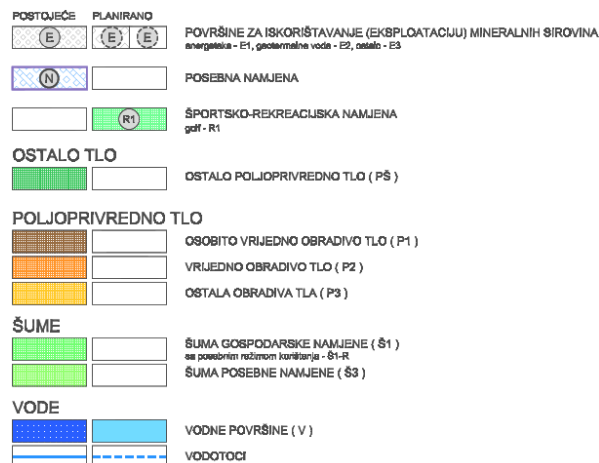 POSTOJEĆE PLANIRANO
E E E POVRŠINE ZA ISKORIŠTAVANJE (EKSPLOATACIJU) MINERALNIH SIROVINA
energetske - E1, geotermalne vode - E2, ostalo - E3
N POSEBNA NAMJENA
R1 ŠPORTSKO-REKREACIJSKA NAMJENA
golf - R1
OSTALO TLO
OSTALO POLJOPRIVREDNO TLO ( PŠ )
POLJOPRIVREDNO TLO
OSOBITO VRIJEDNO OBRADIVO TLO ( P1 )
VRIJEDNO OBRADIVO TLO ( P2 )
OSTALA OBRADIVA TLA ( P3 )
ŠUME
ŠUMA GOSPODARSKE NAMJENE ( Š1 )
sa posebnim režimom korištenja - Š1-R
ŠUMA POSEBNE NAMJENE ( Š3 )
VODE
VODNE POVRŠINE ( V )
VODOTOCI